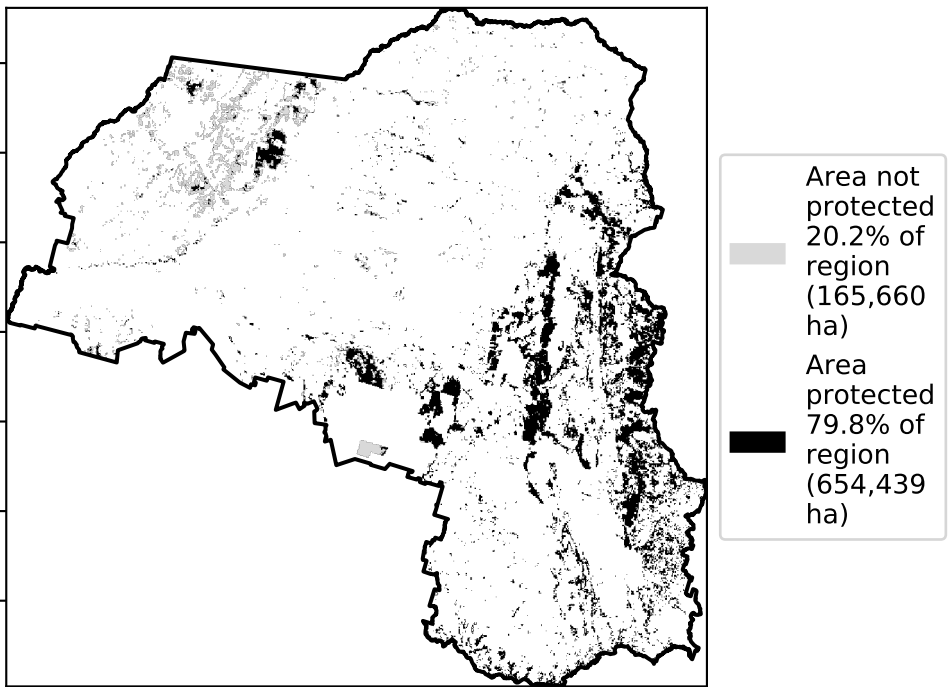 Area not
protected
20.2% of
region
(165,660
ha)
Area
protected
79.8% of
region
(654,439
ha)